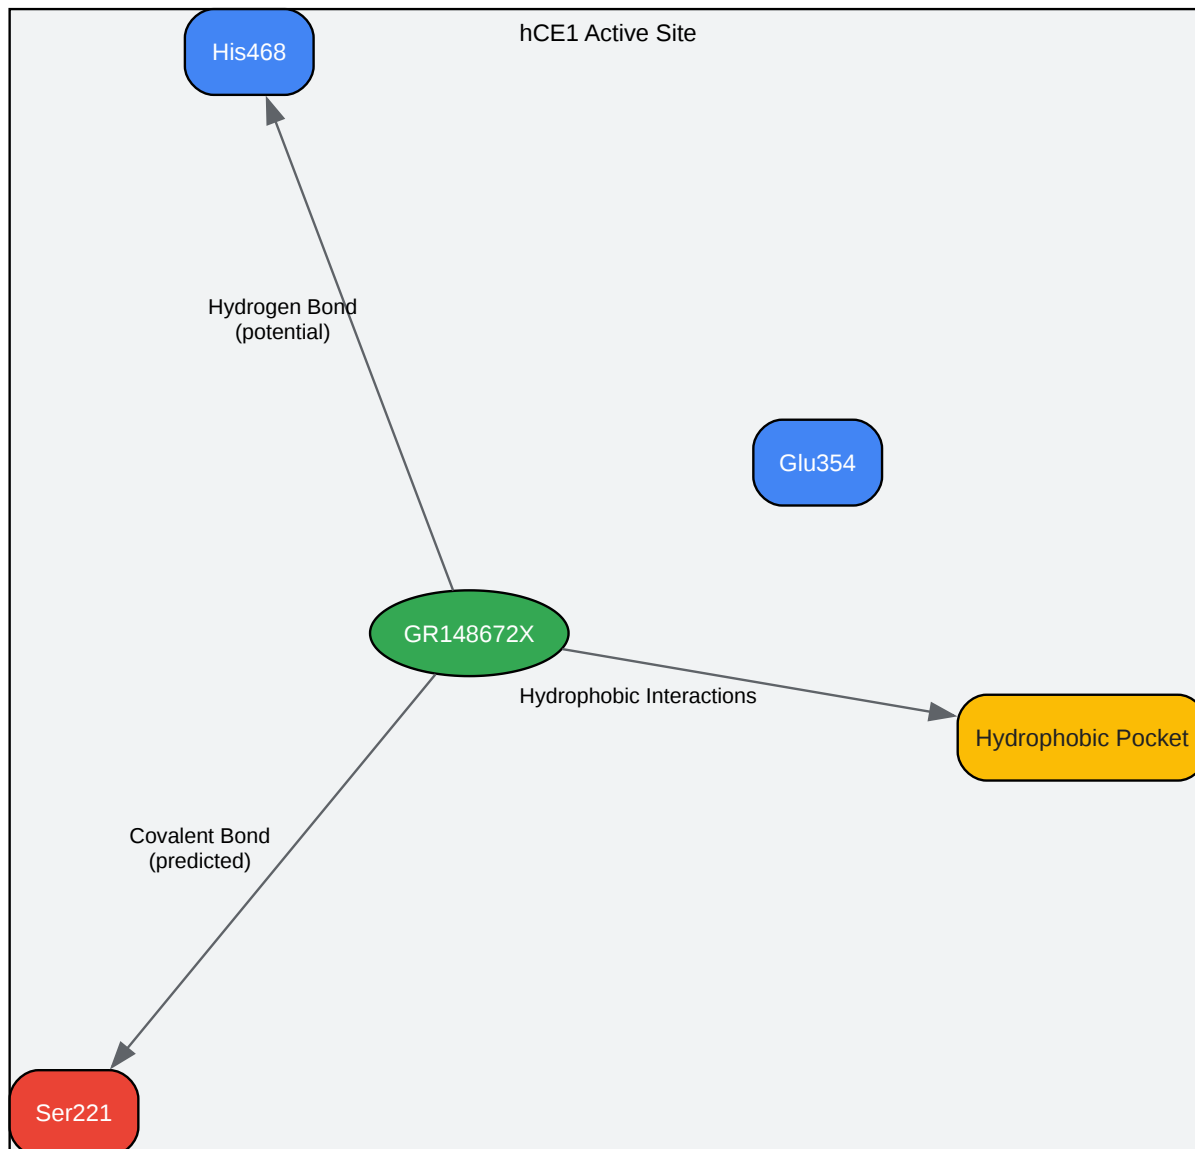 hCE1 Active Site
His468
Hydrogen Bond
(potential)
Glu354
GR148672X
Hydrophobic Interactions
Hydrophobic Pocket
Covalent Bond
(predicted)
Ser221